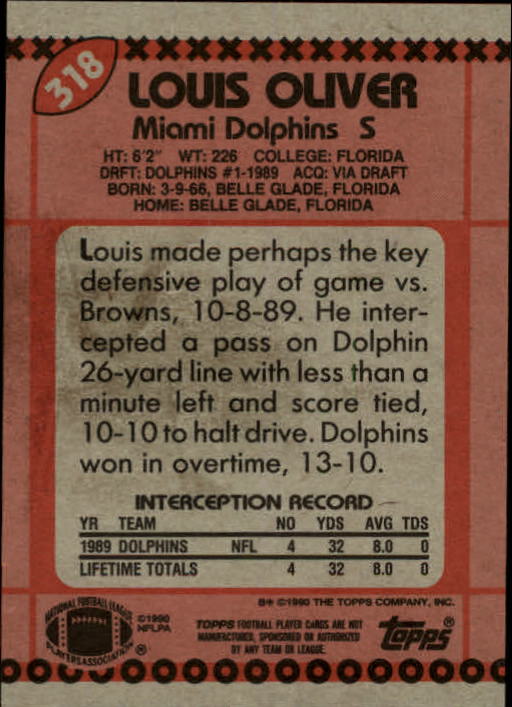 318
LOUIS OLIVER
Miami Dolphins S
HT: 6'2" WT: 226 COLLEGE: FLORIDA
DRFT: DOLPHINS #1-1989 ACQ: VIA DRAFT
BORN: 3-9-66, BELLE GLADE, FLORIDA
HOME: BELLE GLADE, FLORIDA
Louis made perhaps the key
defensive play of game vs.
Browns, 10-8-89. He inter-
cepted a pass on Dolphin
26-yard line with less than a
minute left and score tied,
10-10 to halt drive. Dolphins
won in overtime, 13-10.
INTERCEPTION RECORD
YR TEAM NO YDS AVG TDS
1989 DOLPHINS NFL 4 32 8.0 0
LIFETIME TOTALS 4 32 8.0 0
B* ©1990 THE TOPPS COMPANY, INC.
NATIONAL FOOTBALL LEAGUE
PLAYERS ASSOCIATION ®
©1990
NFLPA
TOPPS FOOTBALL PLAYER CARDS ARE NOT
MANUFACTURED, SPONSORED OR AUTHORIZED
BY ANY TEAM OR LEAGUE.
topps®